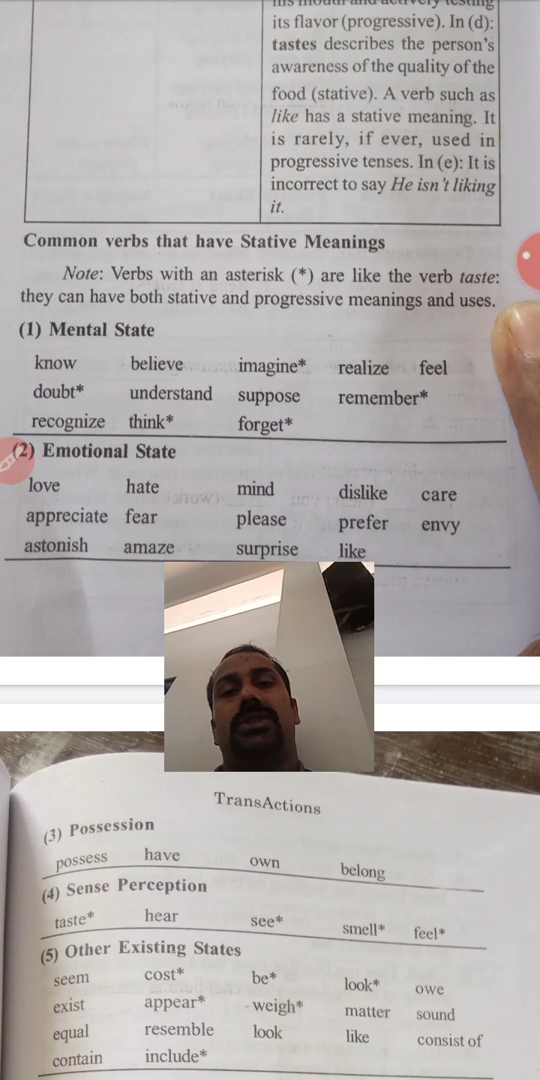 its flavor (progressive). In (d):
tastes describes the person's
awareness of the quality of the
food (stative). A verb such as
like has a stative meaning. It
is rarely, if ever, used in
progressive tenses. In (e): It is
incorrect to say He isn't liking
it.
Common verbs that have Stative Meanings
Note: Verbs with an asterisk (*) are like the verb taste:
they can have both stative and progressive meanings and uses.
(1) Mental State
know believe imagine* realize feel
doubt* understand suppose remember*
recognize think* forget*
(2) Emotional State
love hate mind dislike care
appreciate fear please prefer envy
astonish amaze surprise like
TransActions
(3) Possession
possess have own belong
(4) Sense Perception
taste* hear see* smell* feel*
(5) Other Existing States
seem cost* be* look* owe
exist appear* weigh* matter sound
equal resemble look like consist of
contain include*